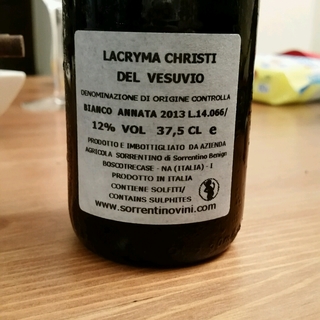 LACRYMA CHRISTI
DEL VESUVIO
DENOMINAZIONE DI ORIGINE CONTROLLA
BIANCO ANNATA 2013 L.14.066/
12% VOL 37,5 CL e
PRODOTTO E IMBOTTIGLIATO DA AZIENDA
AGRICOLA SORRENTINO di Sorrentino Benigo
BOSCOTRECASE - NA (ITALIA) - I
PRODOTTO IN ITALIA
CONTIENE SOLFITI/
CONTAINS SULPHITES
www.sorrentinovini.com